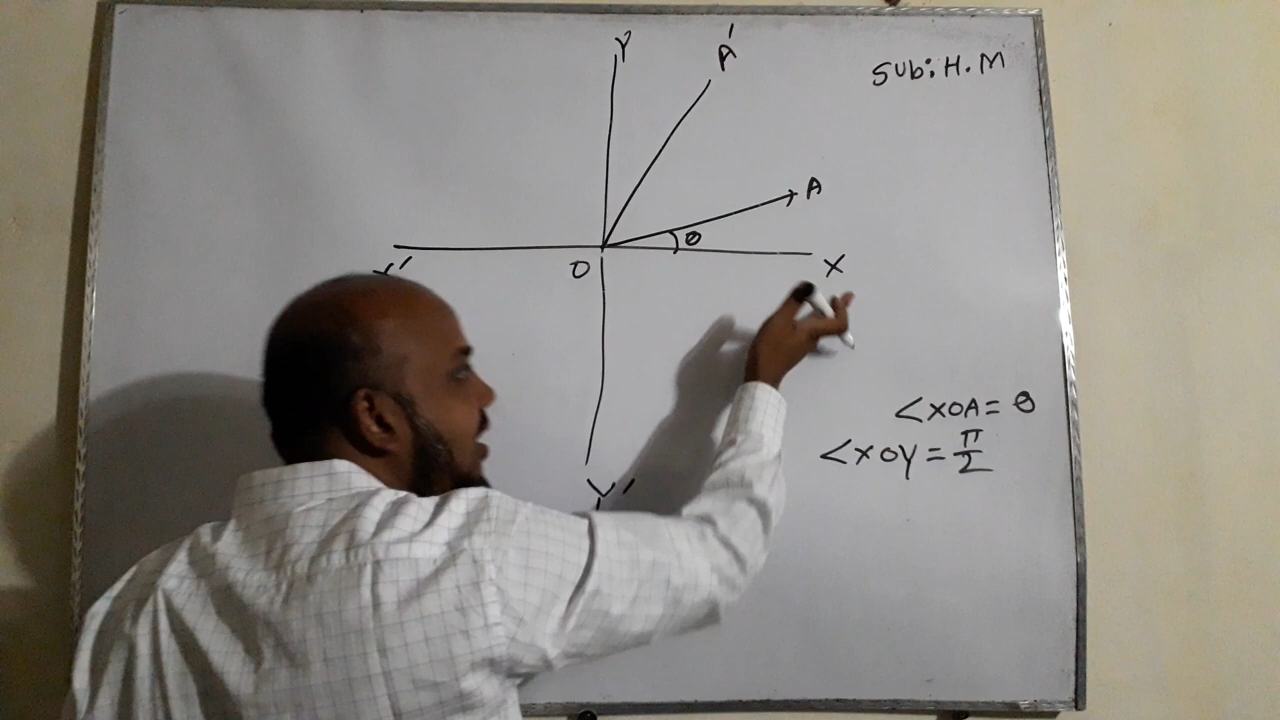 Sub: H.M
Y
A'
A
θ
X'
O
X
Y'
<XOA = θ
<XOY = π/2